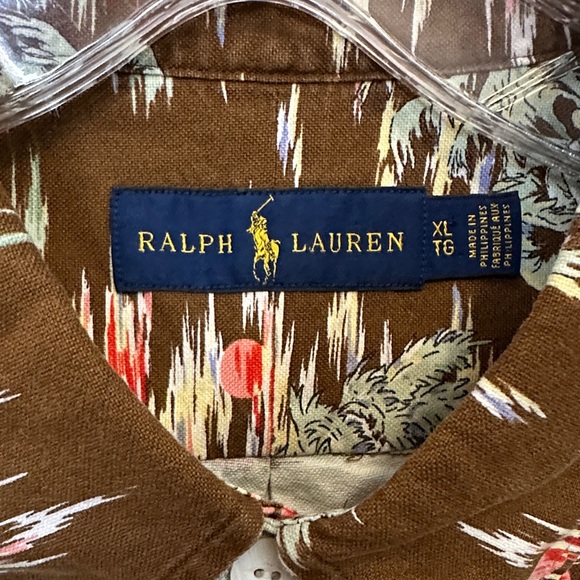 RALPH LAUREN
XL
TG
MADE IN
PHILIPPINES
FABRIQUÉ AUX
PHILIPPINES